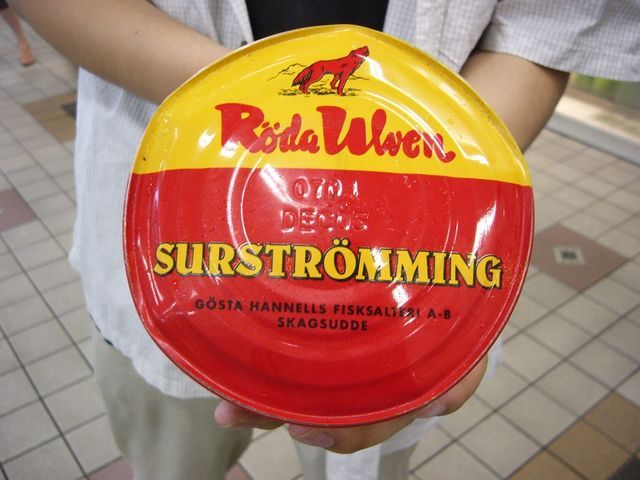 Röda Ulven
SURSTRÖMMING
GÖSTA HANNELLS FISKSALTERI A-B
SKAGSUDDE